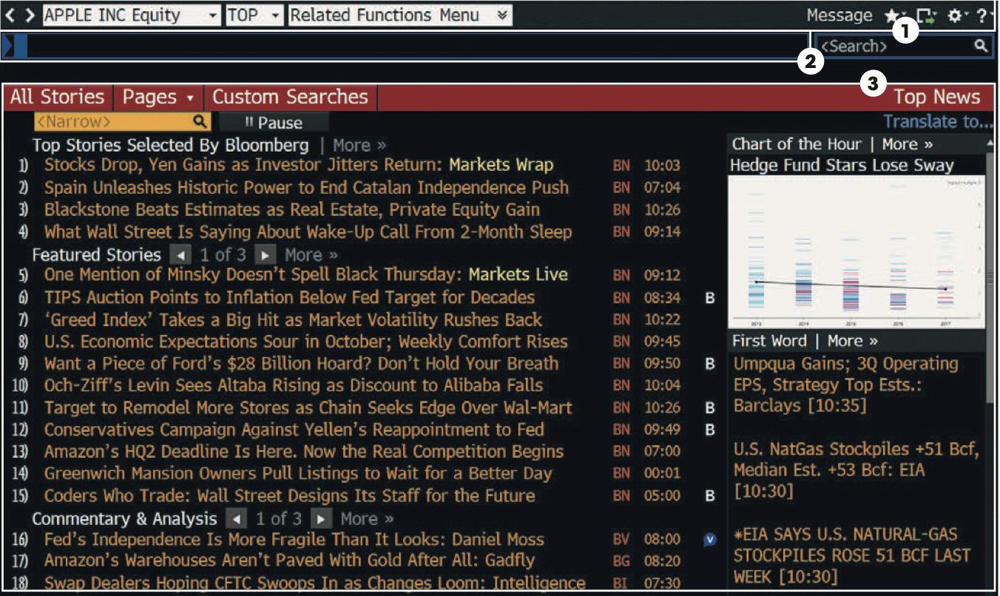 APPLE INC Equity TOP Related Functions Menu Message ?
1
<Search>
2
3
All Stories Pages Custom Searches Top News
<Narrow> Pause Translate to...
Top Stories Selected By Bloomberg | More »
1) Stocks Drop, Yen Gains as Investor Jitters Return: Markets Wrap BN 10:03
2) Spain Unleashes Historic Power to End Catalan Independence Push BN 07:04
3) Blackstone Beats Estimates as Real Estate, Private Equity Gain BN 10:26
4) What Wall Street Is Saying About Wake-Up Call From 2-Month Sleep BN 09:14
Featured Stories 1 of 3 More »
5) One Mention of Minsky Doesn't Spell Black Thursday: Markets Live BN 09:12
6) TIPS Auction Points to Inflation Below Fed Target for Decades BN 08:34 B
7) 'Greed Index' Takes a Big Hit as Market Volatility Rushes Back BN 10:22
8) U.S. Economic Expectations Sour in October; Weekly Comfort Rises BN 09:45
9) Want a Piece of Ford's $28 Billion Hoard? Don't Hold Your Breath BN 09:50 B
10) Och-Ziff's Levin Sees Altaba Rising as Discount to Alibaba Falls BN 10:04
11) Target to Remodel More Stores as Chain Seeks Edge Over Wal-Mart BN 10:26 B
12) Conservatives Campaign Against Yellen's Reappointment to Fed BN 09:49 B
13) Amazon's HQ2 Deadline Is Here. Now the Real Competition Begins BN 07:00
14) Greenwich Mansion Owners Pull Listings to Wait for a Better Day BN 00:01
15) Coders Who Trade: Wall Street Designs Its Staff for the Future BN 05:00 B
Commentary & Analysis 1 of 3 More »
16) Fed's Independence Is More Fragile Than It Looks: Daniel Moss BV 08:00 V
17) Amazon's Warehouses Aren't Paved With Gold After All: Gadfly BG 08:20
18) Swap Dealers Hoping CFTC Swoops In as Changes Loom: Intelligence BI 07:30
Chart of the Hour | More »
Hedge Fund Stars Lose Sway
2013 2014 2015 2016 2017
First Word | More »
Umpqua Gains; 3Q Operating
EPS, Strategy Top Ests.:
Barclays [10:35]
U.S. NatGas Stockpiles +51 Bcf,
Median Est. +53 Bcf: EIA
[10:30]
*EIA SAYS U.S. NATURAL-GAS
STOCKPILES ROSE 51 BCF LAST
WEEK [10:30]